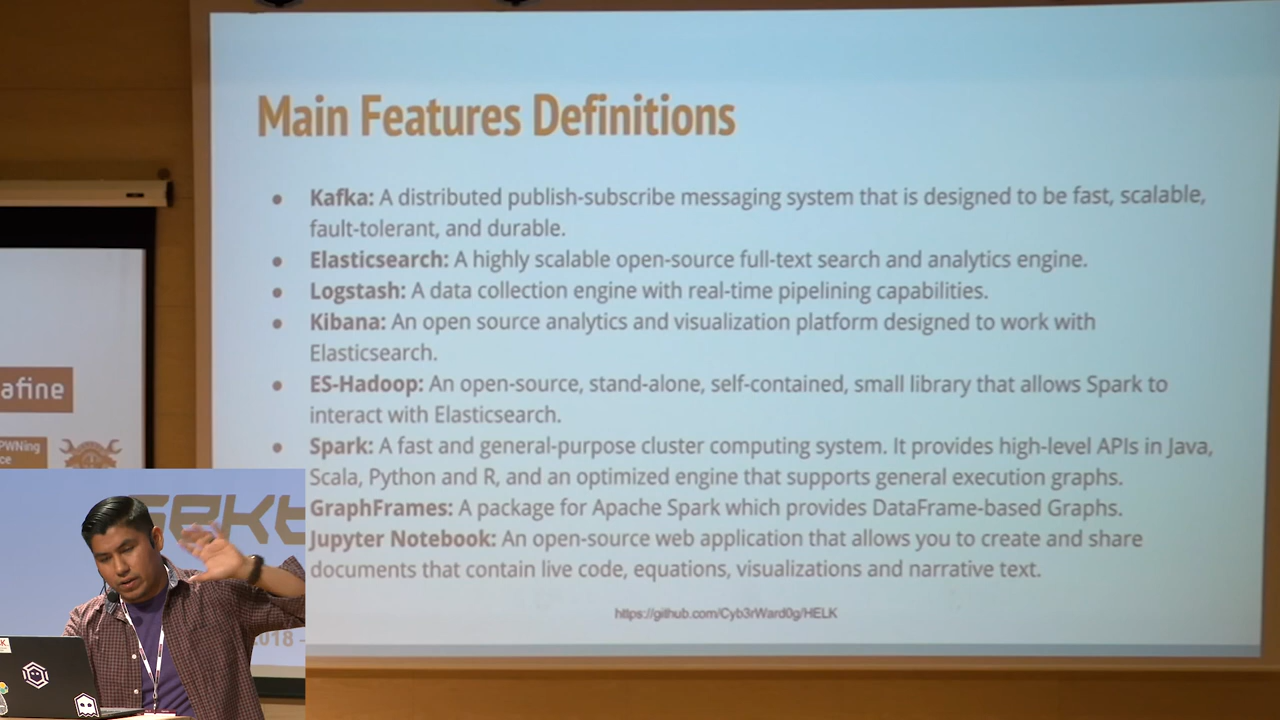 Main Features Definitions
● Kafka: A distributed publish-subscribe messaging system that is designed to be fast, scalable,
fault-tolerant, and durable.
● Elasticsearch: A highly scalable open-source full-text search and analytics engine.
● Logstash: A data collection engine with real-time pipelining capabilities.
● Kibana: An open source analytics and visualization platform designed to work with
Elasticsearch.
● ES-Hadoop: An open-source, stand-alone, self-contained, small library that allows Spark to
interact with Elasticsearch.
● Spark: A fast and general-purpose cluster computing system. It provides high-level APIs in Java,
Scala, Python and R, and an optimized engine that supports general execution graphs.
GraphFrames: A package for Apache Spark which provides DataFrame-based Graphs.
Jupyter Notebook: An open-source web application that allows you to create and share
documents that contain live code, equations, visualizations and narrative text.
https://github.com/Cyb3rWard0g/HELK
afine
PWNing
ce
2018 -